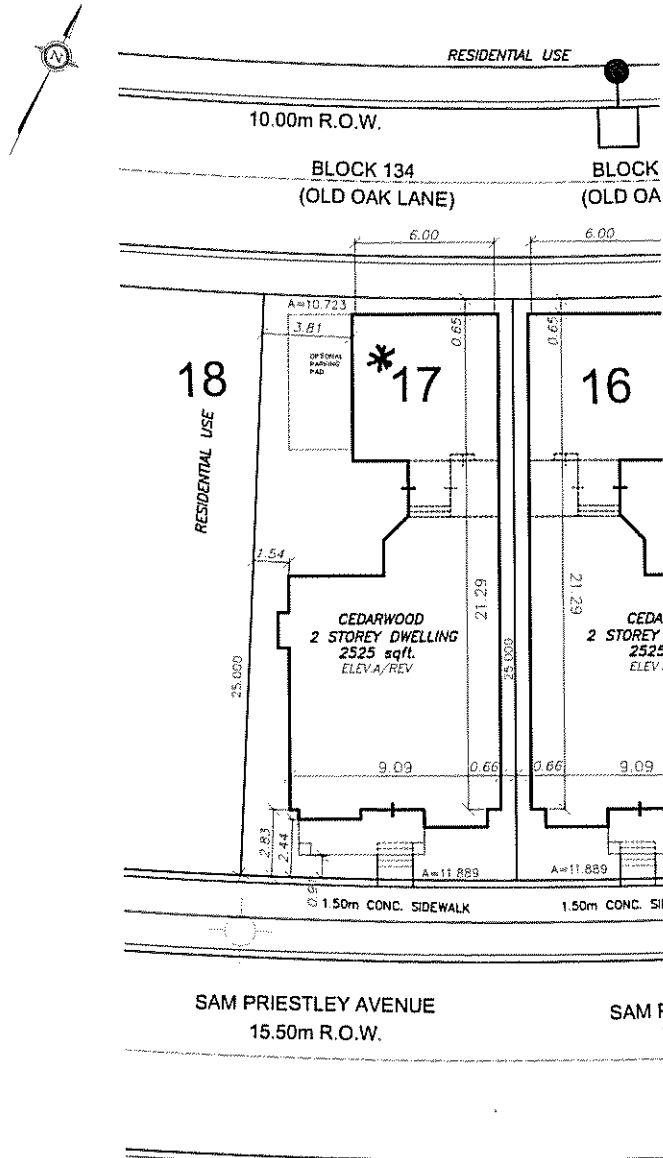 N
RESIDENTIAL USE
10.00m R.O.W.
BLOCK 134
(OLD OAK LANE)
BLOCK
(OLD OA
6.00
6.00
A=10.723
3.81
0.65
0.65
OPTIONAL
PARKING
PAD
*17
16
18
RESIDENTIAL USE
1.54
21.29
21.29
CEDARWOOD
2 STOREY DWELLING
2525 sqft.
ELEV.A/REV
CEDA
2 STOREY
2525
ELEV.
25.000
25.000
9.09
0.66
0.66
9.09
2.83
2.44
A=11.889
A=11.889
1.50m CONC. SIDEWALK
1.50m CONC. SI
SAM PRIESTLEY AVENUE
15.50m R.O.W.
SAM P